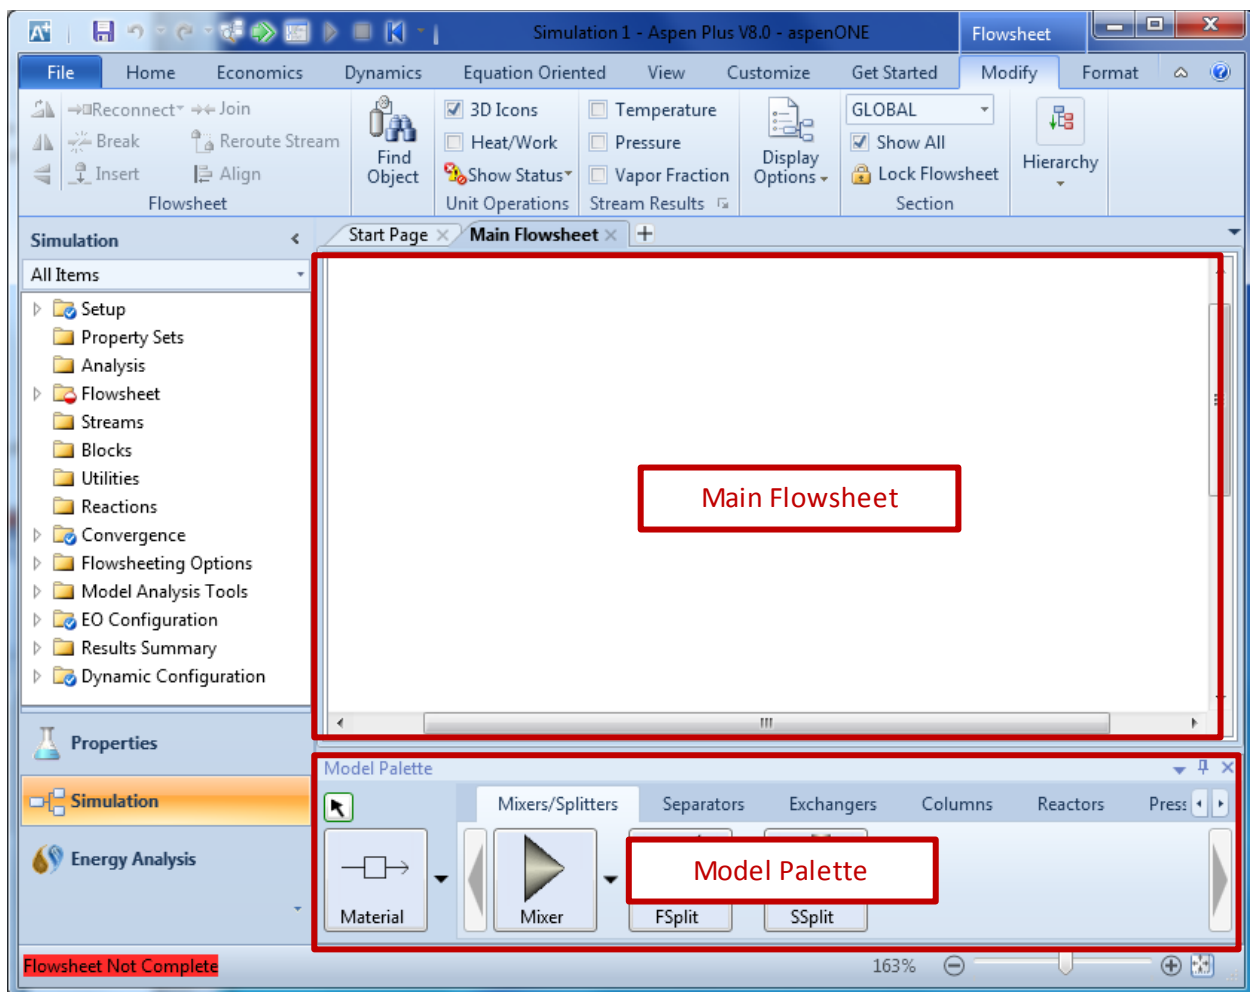 Simulation 1 - Aspen Plus V8.0 - aspenONE
Flowsheet
File Home Economics Dynamics Equation Oriented View Customize Get Started Modify Format
Reconnect Join
Break Reroute Stream
Insert Align
Flowsheet
Find
Object
3D Icons
Heat/Work
Show Status
Unit Operations
Temperature
Pressure
Vapor Fraction
Stream Results
Display
Options
GLOBAL
Show All
Lock Flowsheet
Section
Hierarchy
Simulation
All Items
Setup
Property Sets
Analysis
Flowsheet
Streams
Blocks
Utilities
Reactions
Convergence
Flowsheeting Options
Model Analysis Tools
EO Configuration
Results Summary
Dynamic Configuration
Properties
Simulation
Energy Analysis
Start Page Main Flowsheet
Main Flowsheet
Model Palette
Mixers/Splitters Separators Exchangers Columns Reactors Press
Model Palette
Material Mixer FSplit SSplit
Flowsheet Not Complete
163%